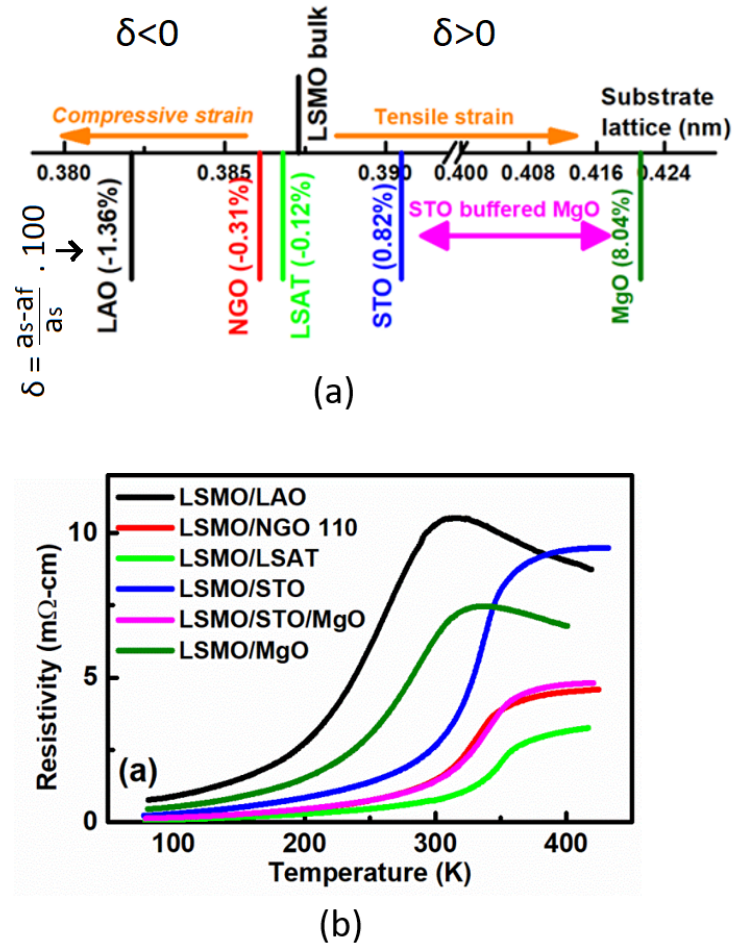 δ<0
δ>0
LSMO bulk
Compressive strain
Tensile strain
Substrate
lattice (nm)
0.380
0.385
0.390
0.400
0.408
0.416
0.424
δ = as-af/as . 100
LAO (-1.36%)
NGO (-0.31%)
LSAT (-0.12%)
STO (0.82%)
STO buffered MgO
MgO (8.04%)
(a)
LSMO/LAO
LSMO/NGO 110
LSMO/LSAT
LSMO/STO
LSMO/STO/MgO
LSMO/MgO
10
5
0
Resistivity (mΩ-cm)
(a)
100
200
300
400
Temperature (K)
(b)